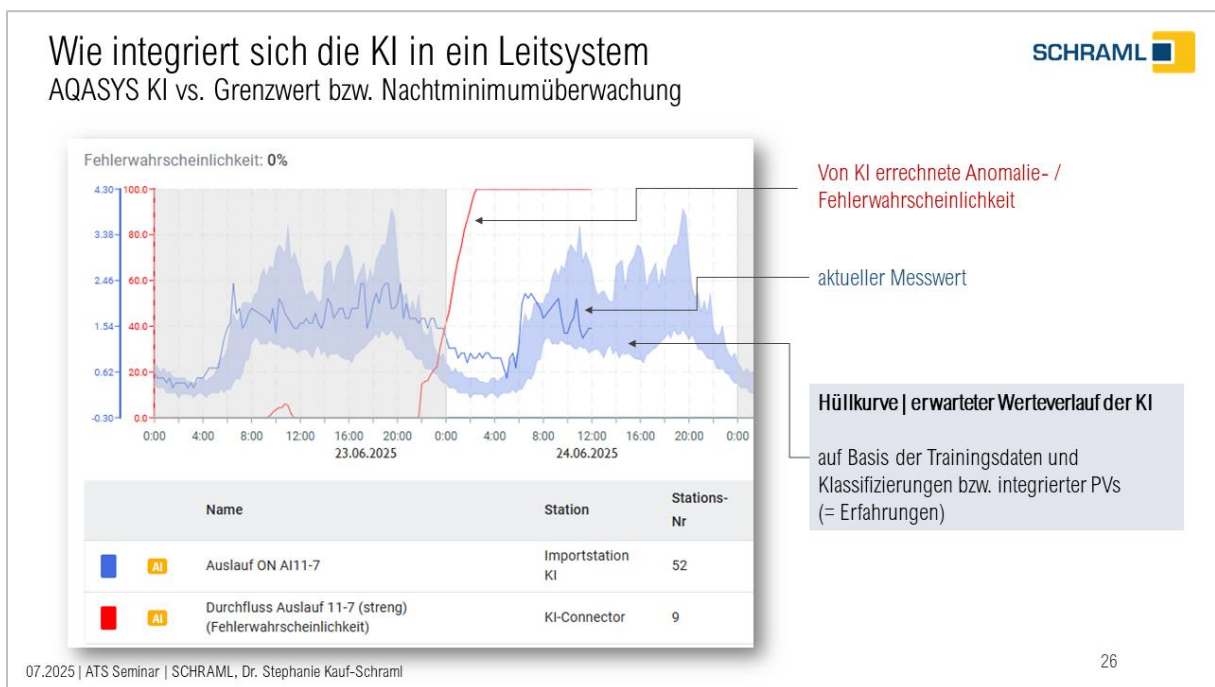 Wie integriert sich die KI in ein Leitsystem
AQASYS KI vs. Grenzwert bzw. Nachtminimumüberwachung
SCHRAML
Fehlerwahrscheinlichkeit: 0%
4.30 100.0
3.38 80.0
2.46 60.0
1.54 40.0
0.62 20.0
-0.30 0.0
0:00 4:00 8:00 12:00 16:00 20:00 0:00 4:00 8:00 12:00 16:00 20:00 0:00
23.06.2025 24.06.2025
Von KI errechnete Anomalie- /
Fehlerwahrscheinlichkeit
aktueller Messwert
Hüllkurve | erwarteter Werteverlauf der KI
auf Basis der Trainingsdaten und
Klassifizierungen bzw. integrierter PVs
(= Erfahrungen)
Name Station Stations-
Nr
AI Auslauf ON AI11-7 Importstation
KI 52
AI Durchfluss Auslauf 11-7 (streng)
(Fehlerwahrscheinlichkeit) KI-Connector 9
07.2025 | ATS Seminar | SCHRAML, Dr. Stephanie Kauf-Schraml
26